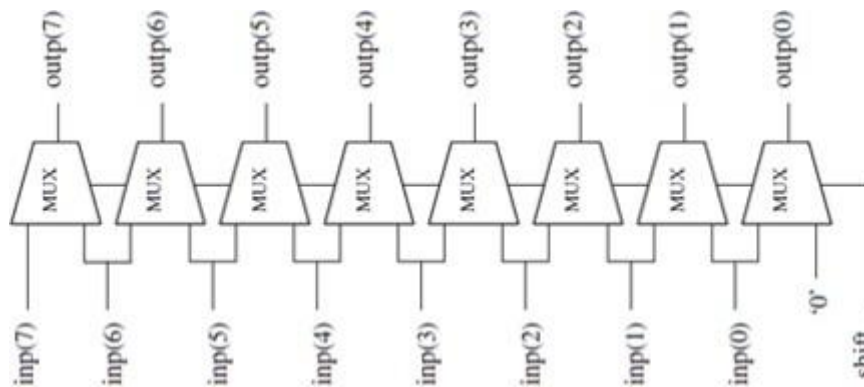 outp(7)
outp(6)
outp(5)
outp(4)
outp(3)
outp(2)
outp(1)
outp(0)
MUX
MUX
MUX
MUX
MUX
MUX
MUX
MUX
inp(7)
inp(6)
inp(5)
inp(4)
inp(3)
inp(2)
inp(1)
inp(0)
‘0’
shift